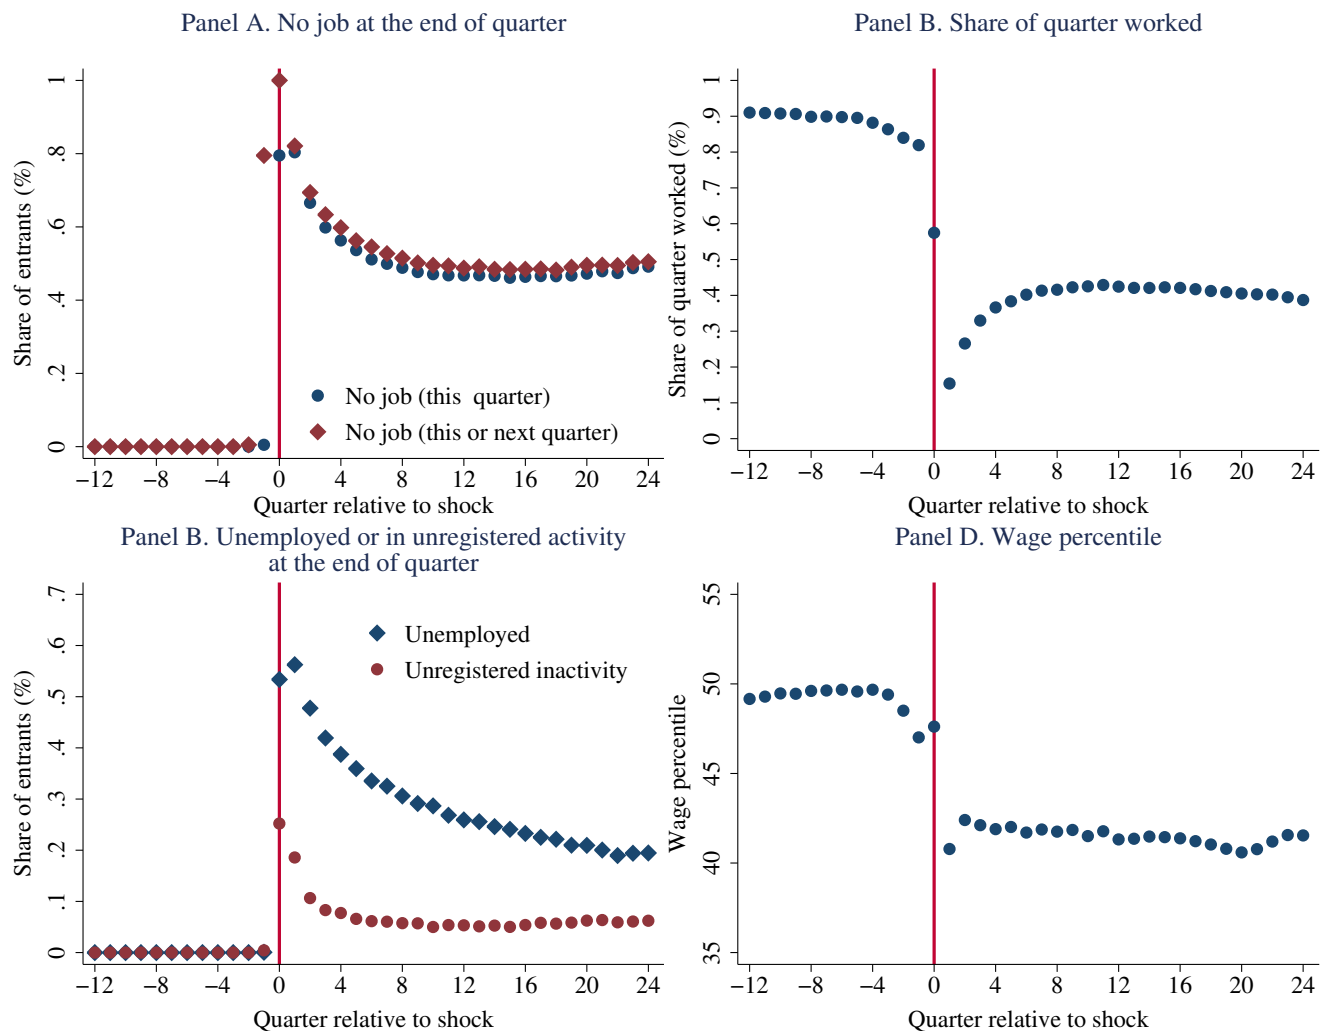 Panel A. No job at the end of quarter
Share of entrants (%)
1
.8
.6
.4
.2
0
No job (this quarter)
No job (this or next quarter)
−12 −8 −4 0 4 8 12 16 20 24
Quarter relative to shock
Panel B. Share of quarter worked
Share of quarter worked (%)
1
.9
.8
.7
.6
.5
.4
.3
.2
.1
0
−12 −8 −4 0 4 8 12 16 20 24
Quarter relative to shock
Panel B. Unemployed or in unregistered activity
at the end of quarter
Share of entrants (%)
.7
.6
.5
.4
.3
.2
.1
0
Unemployed
Unregistered inactivity
−12 −8 −4 0 4 8 12 16 20 24
Quarter relative to shock
Panel D. Wage percentile
Wage percentile
55
50
45
40
35
−12 −8 −4 0 4 8 12 16 20 24
Quarter relative to shock